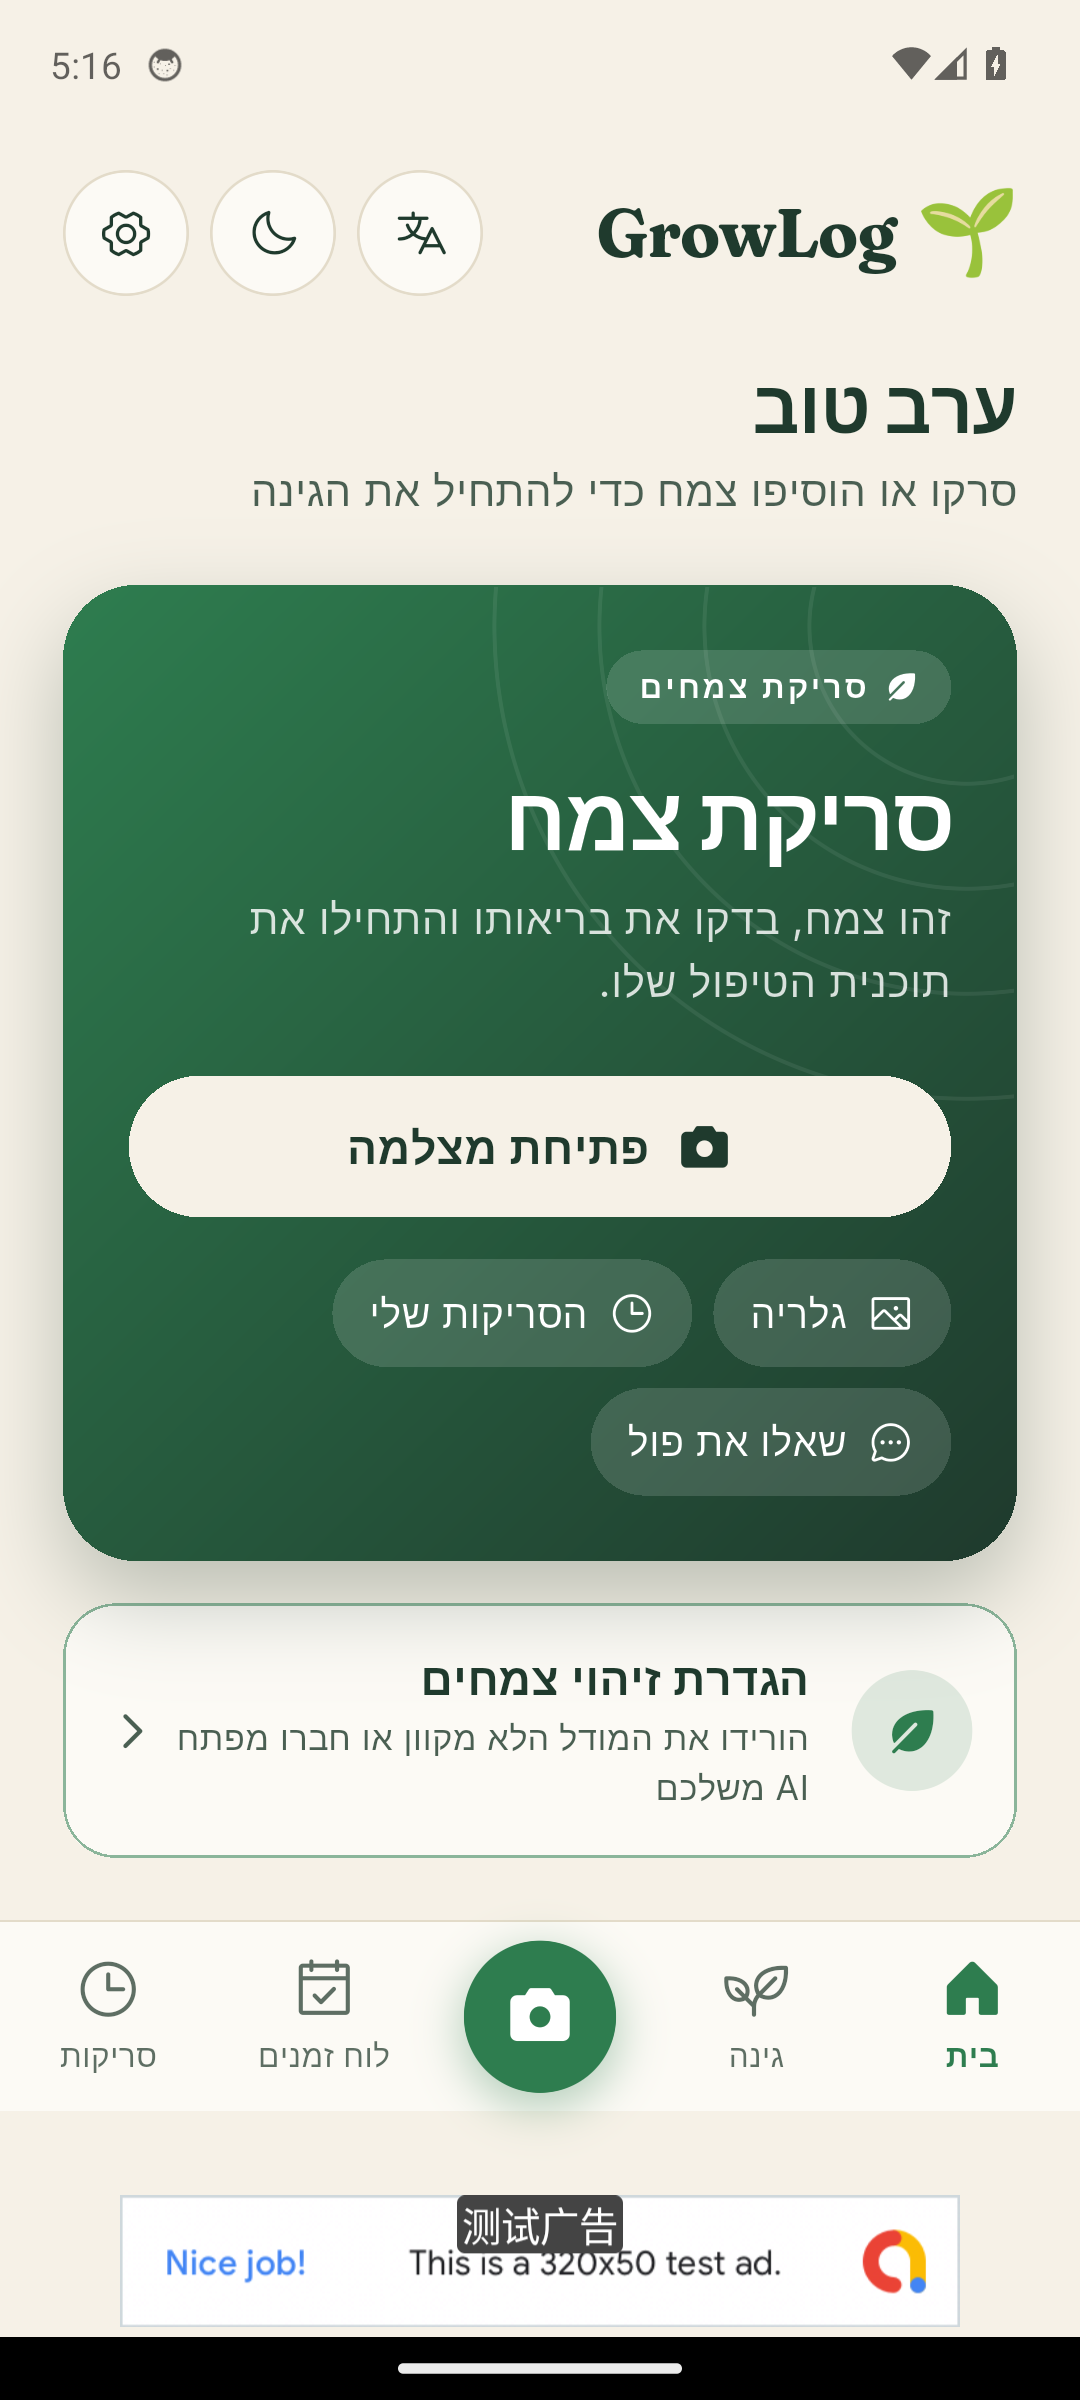 5:16
GrowLog
ערב טוב
סרקו או הוסיפו צמח כדי להתחיל את הגינה
סריקת צמחים
סריקת צמח
זהו צמח, בדקו את בריאותו והתחילו את
תוכנית הטיפול שלו.
פתיחת מצלמה
גלריה
הסריקות שלי
שאלו את פול
הגדרת זיהוי צמחים
הורידו את המודל הלא מקוון או חברו מפתח
AI משלכם
בית
גינה
לוח זמנים
סריקות
测试广告
Nice job!
This is a 320x50 test ad.